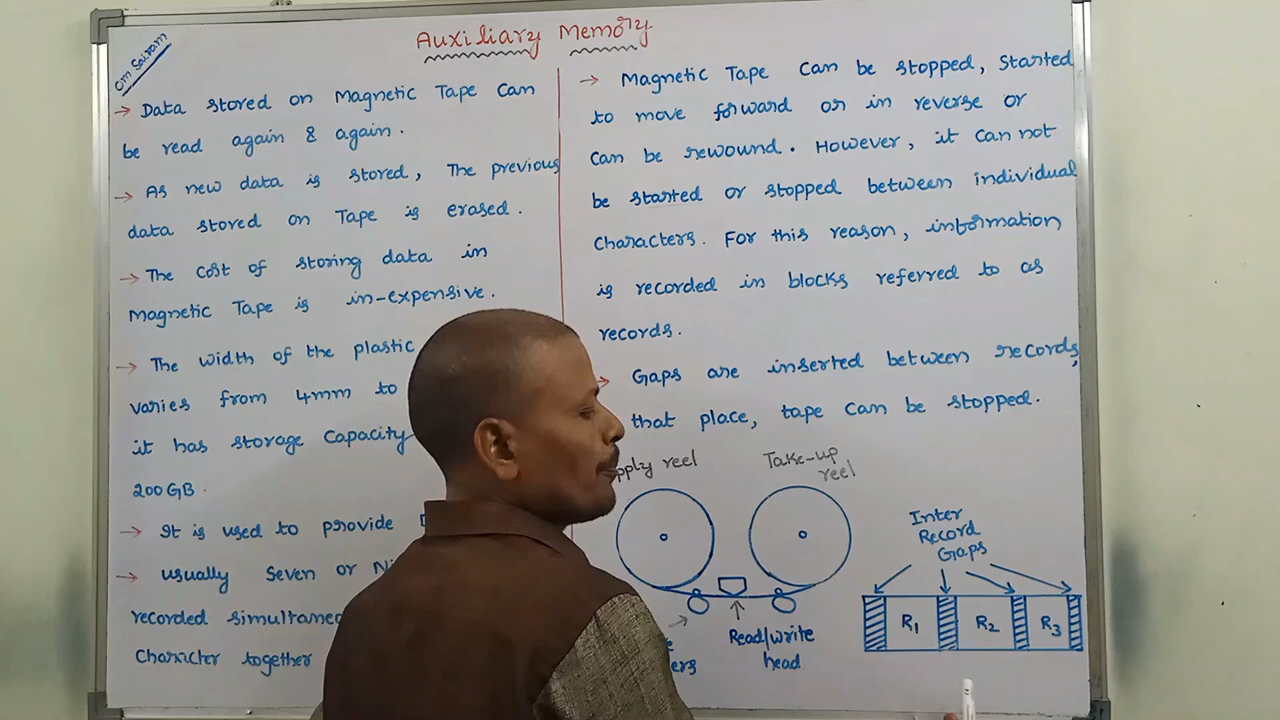 Om Sairam
Auxiliary Memory
→ Data stored on Magnetic Tape can
be read again & again.
→ As new data is stored, The previous
data stored on Tape is erased.
→ The cost of storing data in
Magnetic Tape is in-expensive.
→ The width of the plastic
varies from 4mm to
it has storage capacity
200 GB.
→ It is used to provide
→ usually Seven or
recorded simultane
Character together
→ Magnetic Tape can be stopped, Started
to move forward or in reverse or
can be rewound. However, it can not
be started or stopped between individual
characters. For this reason, information
is recorded in blocks referred to as
records.
→ Gaps are inserted between records,
that place, tape can be stopped.
pply reel
Take-up
reel
Read/write
head
ers
Inter
Record
Gaps
R1 R2 R3